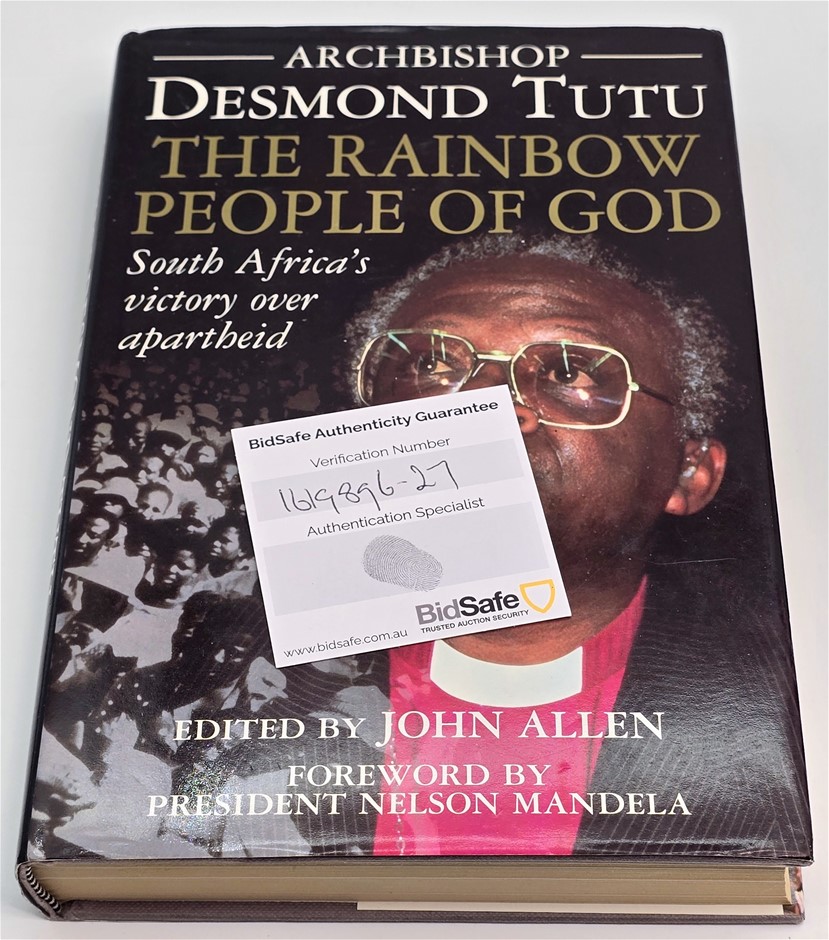 ARCHBISHOP
DESMOND TUTU
THE RAINBOW
PEOPLE OF GOD
South Africa's
victory over
apartheid
BidSafe Authenticity Guarantee
Verification Number
1619896-27
Authentication Specialist
BidSafe
TRUSTED AUCTION SECURITY
www.bidsafe.com.au
EDITED BY JOHN ALLEN
FOREWORD BY
PRESIDENT NELSON MANDELA